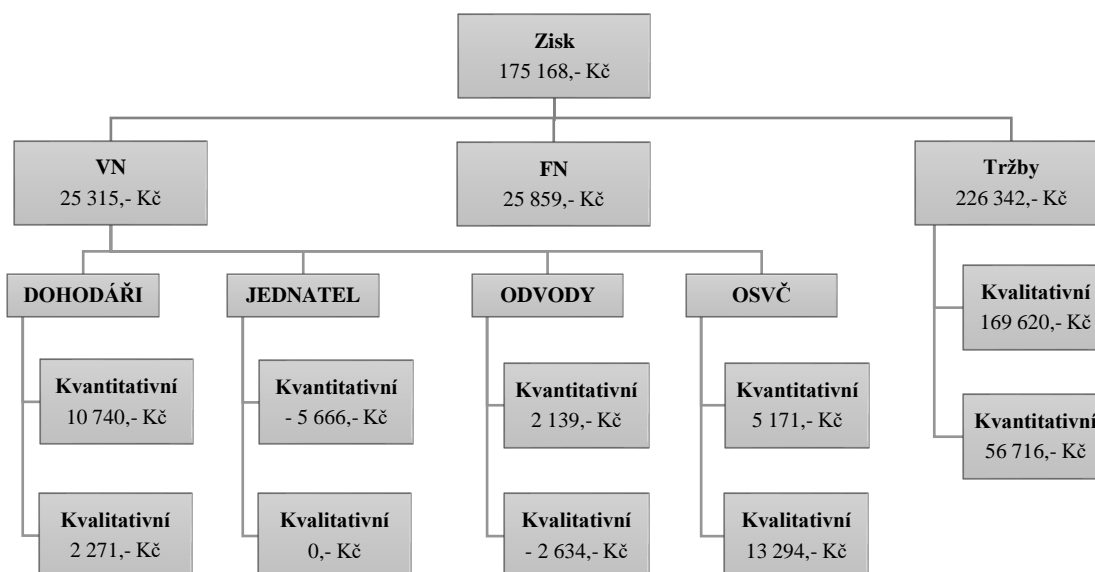 Zisk
175 168,- Kč
VN
25 315,- Kč
FN
25 859,- Kč
Tržby
226 342,- Kč
DOHODÁŘI
JEDNATEL
ODVODY
OSVČ
Kvalitativní
169 620,- Kč
Kvantitativní
10 740,- Kč
Kvantitativní
- 5 666,- Kč
Kvantitativní
2 139,- Kč
Kvantitativní
5 171,- Kč
Kvantitativní
56 716,- Kč
Kvalitativní
2 271,- Kč
Kvalitativní
0,- Kč
Kvalitativní
- 2 634,- Kč
Kvalitativní
13 294,- Kč